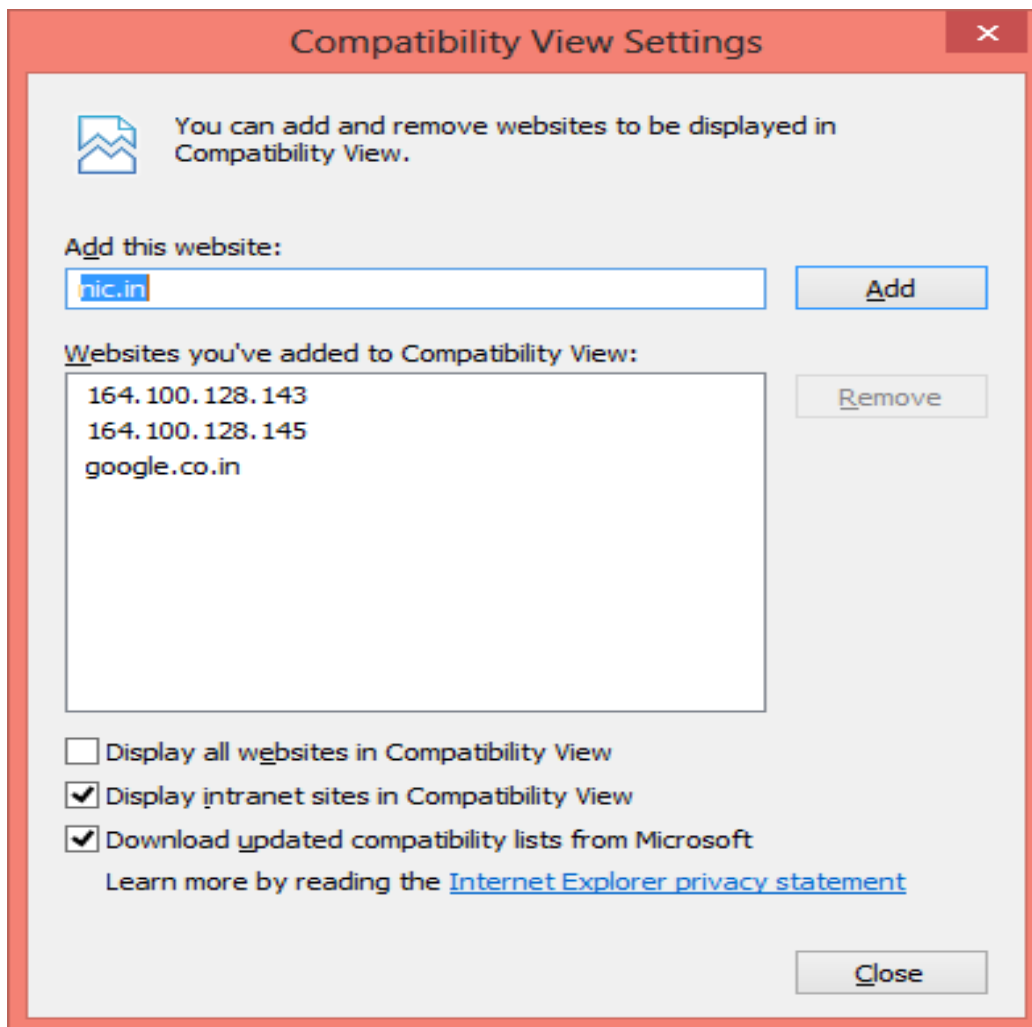 Compatibility View Settings
You can add and remove websites to be displayed in
Compatibility View.
Add this website:
nic.in
Add
Websites you've added to Compatibility View:
164.100.128.143
Remove
164.100.128.145
google.co.in
Display all websites in Compatibility View
Display intranet sites in Compatibility View
Download updated compatibility lists from Microsoft
Learn more by reading the Internet Explorer privacy statement
Close